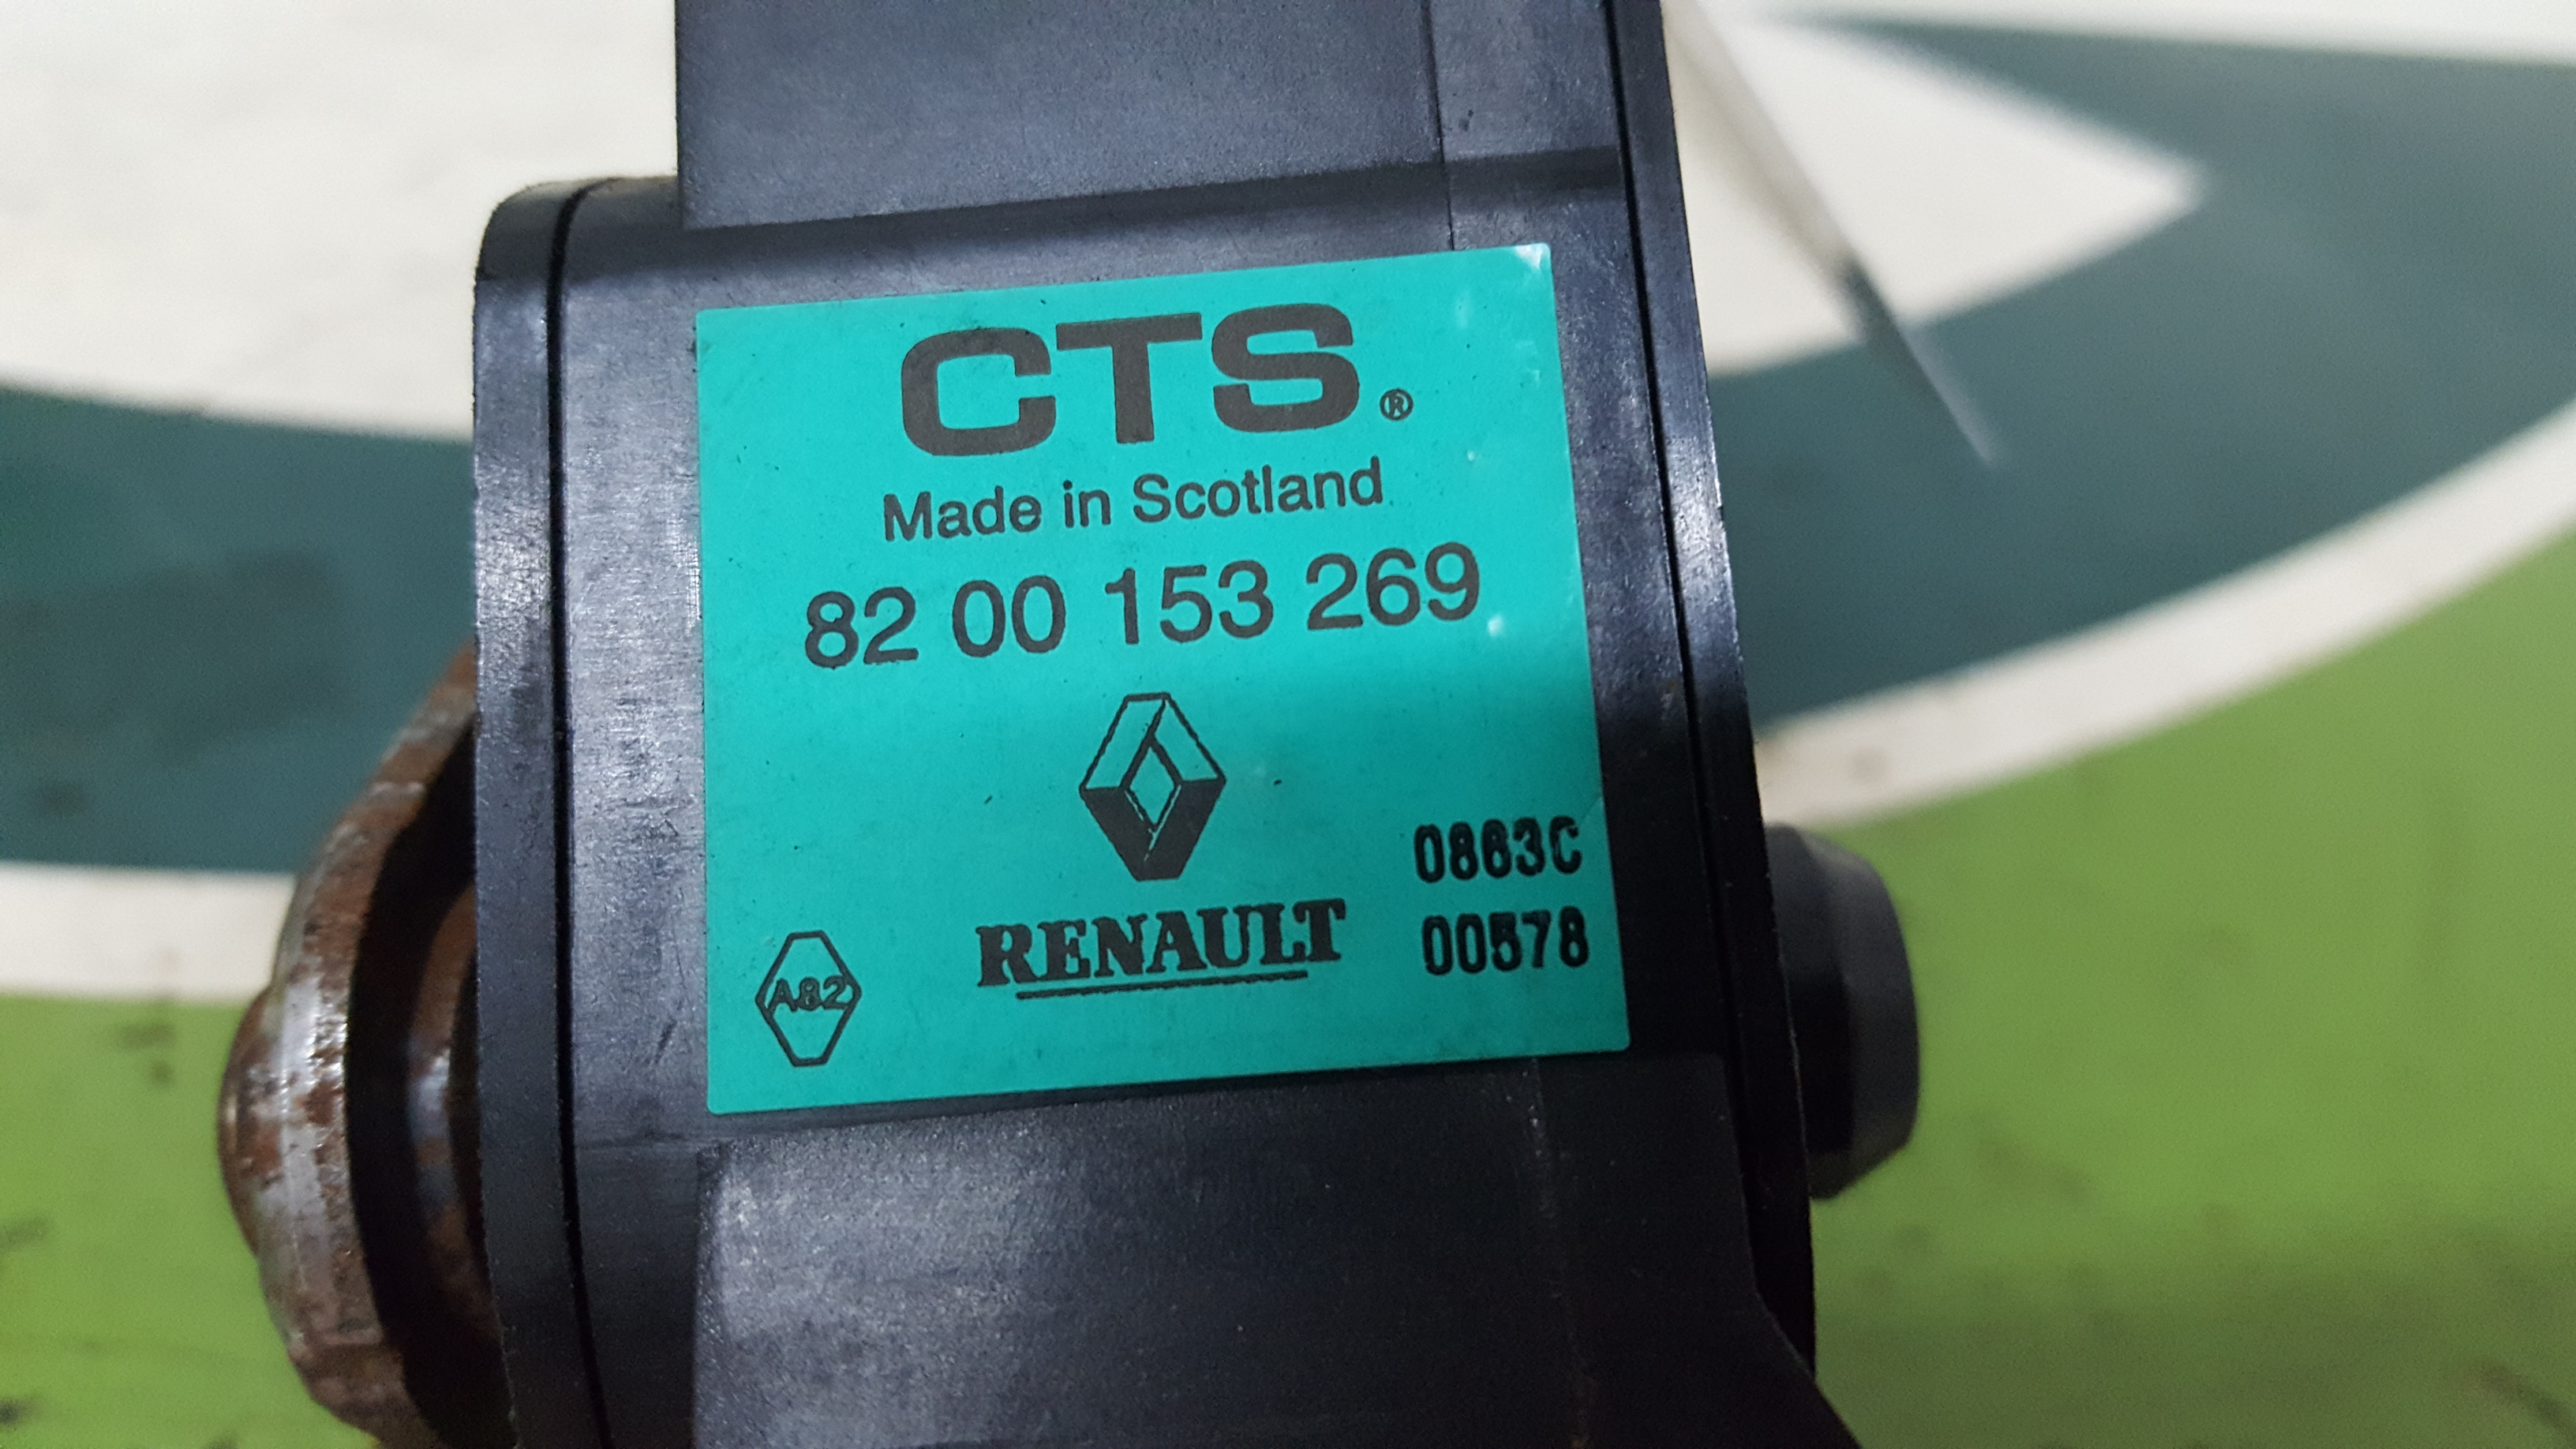 CTS®
Made in Scotland
82 00 153 269
0863C
RENAULT
00578
A82